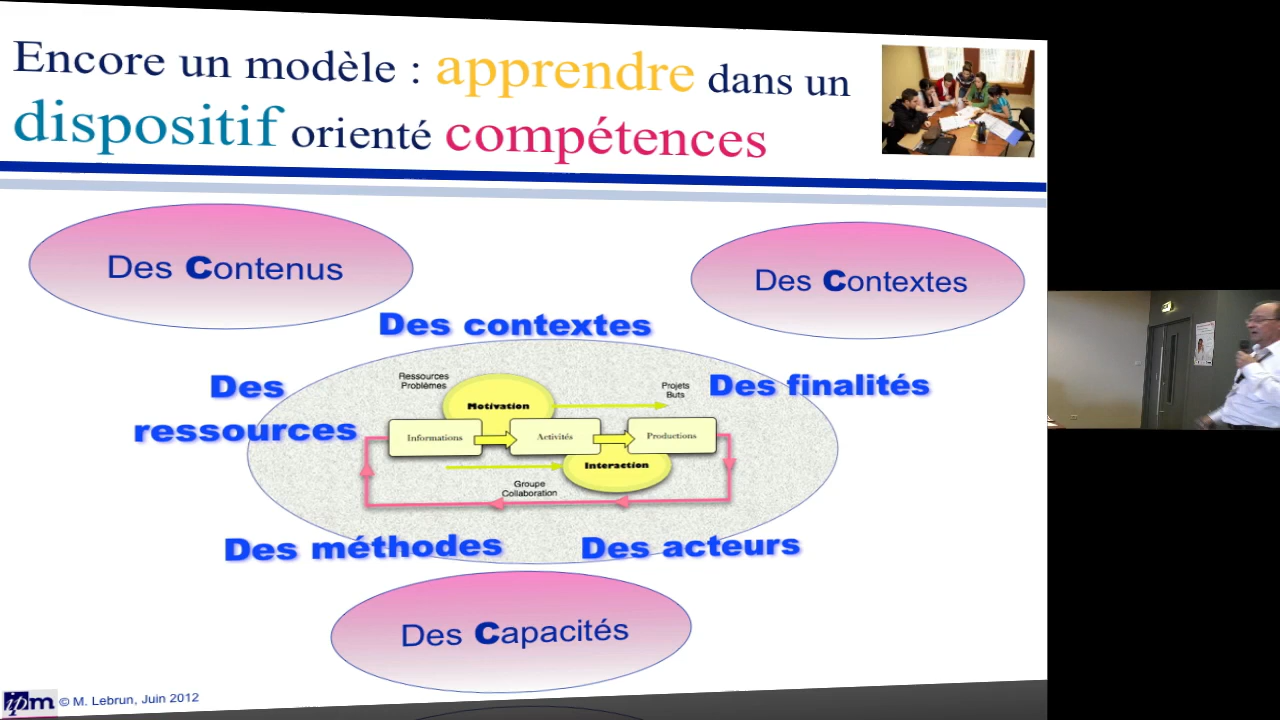 Encore un modèle : apprendre dans un
dispositif orienté compétences
Des Contenus
Des Contextes
Des contextes
Des
ressources
Des finalités
Ressources
Problèmes
Motivation
Projets
Buts
Informations
Activités
Productions
Interaction
Groupe
Collaboration
Des méthodes
Des acteurs
Des Capacités
ipm © M. Lebrun, Juin 2012